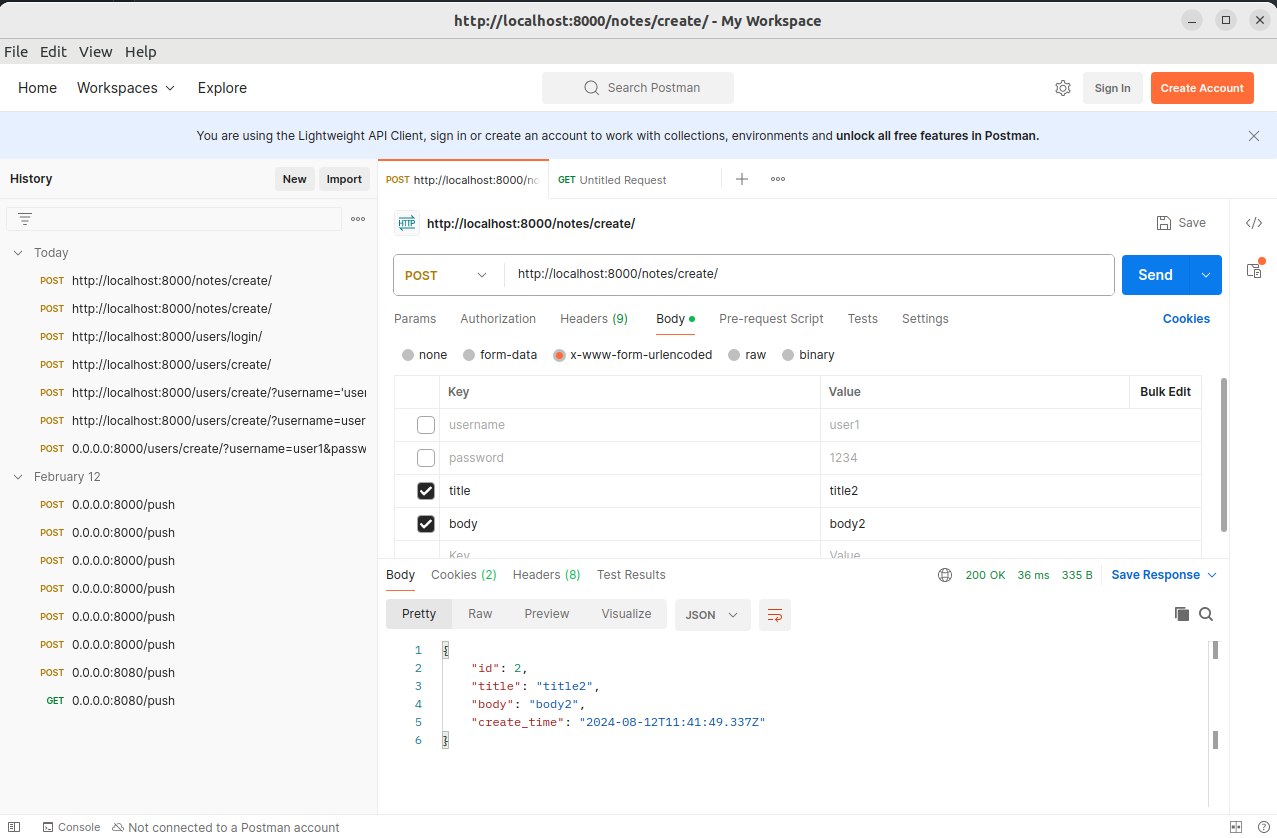 http://localhost:8000/notes/create/ - My Workspace
File Edit View Help
Home Workspaces Explore Search Postman Sign In Create Account
You are using the Lightweight API Client, sign in or create an account to work with collections, environments and unlock all free features in Postman.
History New Import
Today
POST http://localhost:8000/notes/create/
POST http://localhost:8000/notes/create/
POST http://localhost:8000/users/login/
POST http://localhost:8000/users/create/
POST http://localhost:8000/users/create/?username='user
POST http://localhost:8000/users/create/?username=user
POST 0.0.0.0:8000/users/create/?username=user1&passw
February 12
POST 0.0.0.0:8000/push
POST 0.0.0.0:8000/push
POST 0.0.0.0:8000/push
POST 0.0.0.0:8000/push
POST 0.0.0.0:8000/push
POST 0.0.0.0:8000/push
POST 0.0.0.0:8080/push
GET 0.0.0.0:8080/push
POST http://localhost:8000/no GET Untitled Request
HTTP http://localhost:8000/notes/create/ Save
POST http://localhost:8000/notes/create/ Send
Params Authorization Headers (9) Body Pre-request Script Tests Settings Cookies
none form-data x-www-form-urlencoded raw binary
Key Value Bulk Edit
username user1
password 1234
title title2
body body2
Key Value
Body Cookies (2) Headers (8) Test Results 200 OK 36 ms 335 B Save Response
Pretty Raw Preview Visualize JSON
1 {
2 "id": 2,
3 "title": "title2",
4 "body": "body2",
5 "create_time": "2024-08-12T11:41:49.337Z"
6 }
Console Not connected to a Postman account